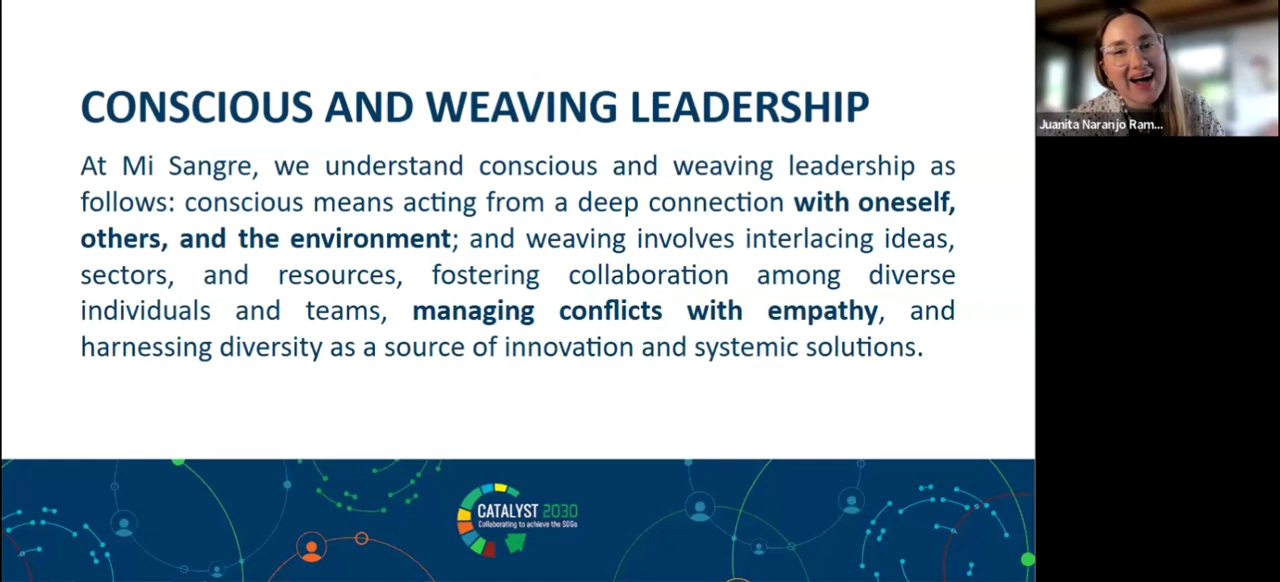 CONSCIOUS AND WEAVING LEADERSHIP
At Mi Sangre, we understand conscious and weaving leadership as
follows: conscious means acting from a deep connection with oneself,
others, and the environment; and weaving involves interlacing ideas,
sectors, and resources, fostering collaboration among diverse
individuals and teams, managing conflicts with empathy, and
harnessing diversity as a source of innovation and systemic solutions.
Juanita Naranjo Ram...
CATALYST 2030
Collaborating to achieve the SDGs